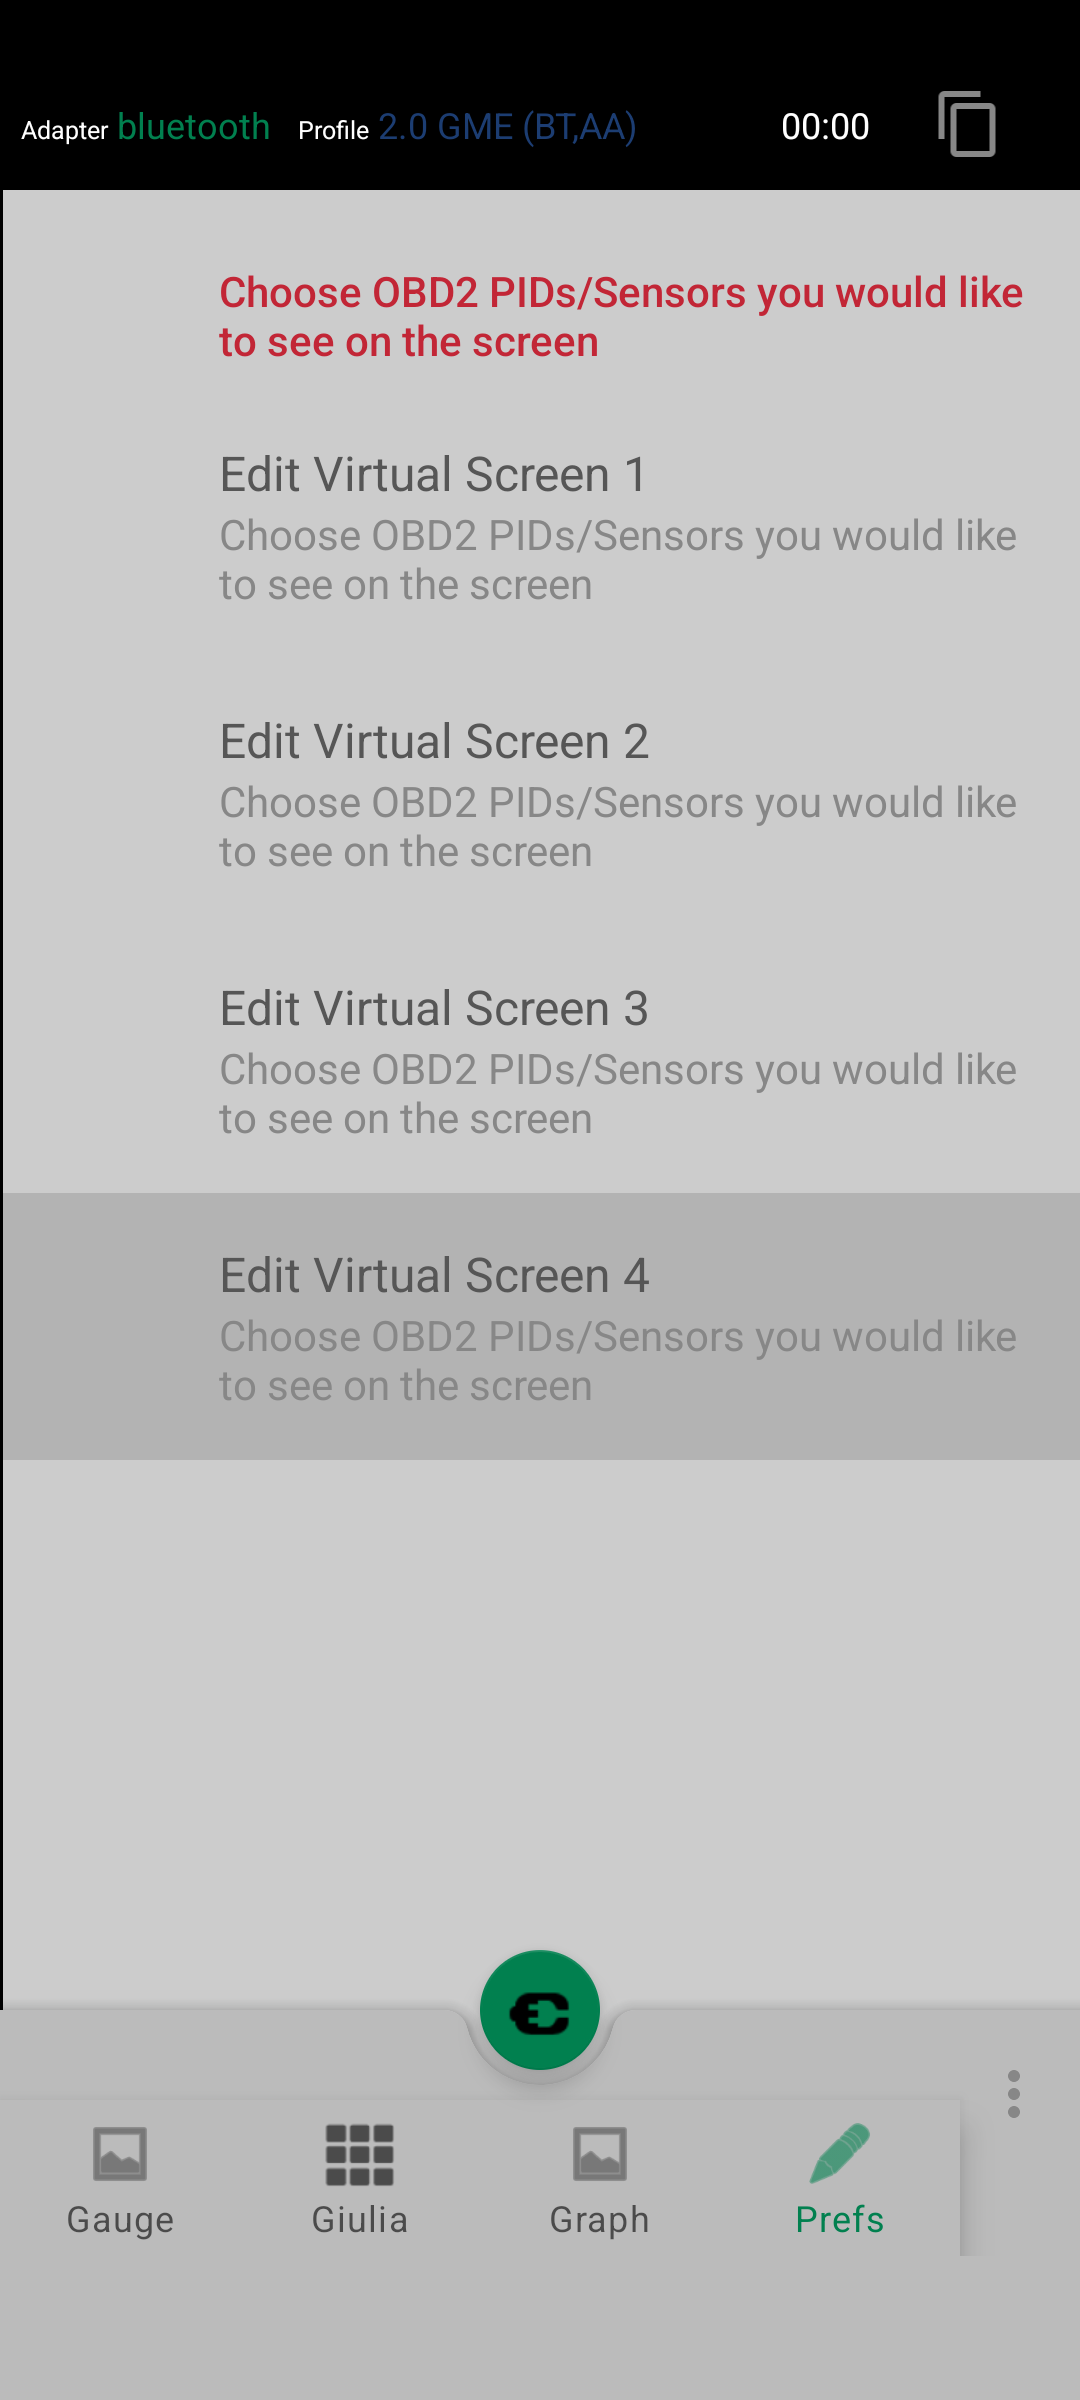 Adapter bluetooth Profile 2.0 GME (BT,AA) 00:00
Choose OBD2 PIDs/Sensors you would like
to see on the screen
Edit Virtual Screen 1
Choose OBD2 PIDs/Sensors you would like
to see on the screen
Edit Virtual Screen 2
Choose OBD2 PIDs/Sensors you would like
to see on the screen
Edit Virtual Screen 3
Choose OBD2 PIDs/Sensors you would like
to see on the screen
Edit Virtual Screen 4
Choose OBD2 PIDs/Sensors you would like
to see on the screen
Gauge Giulia Graph Prefs